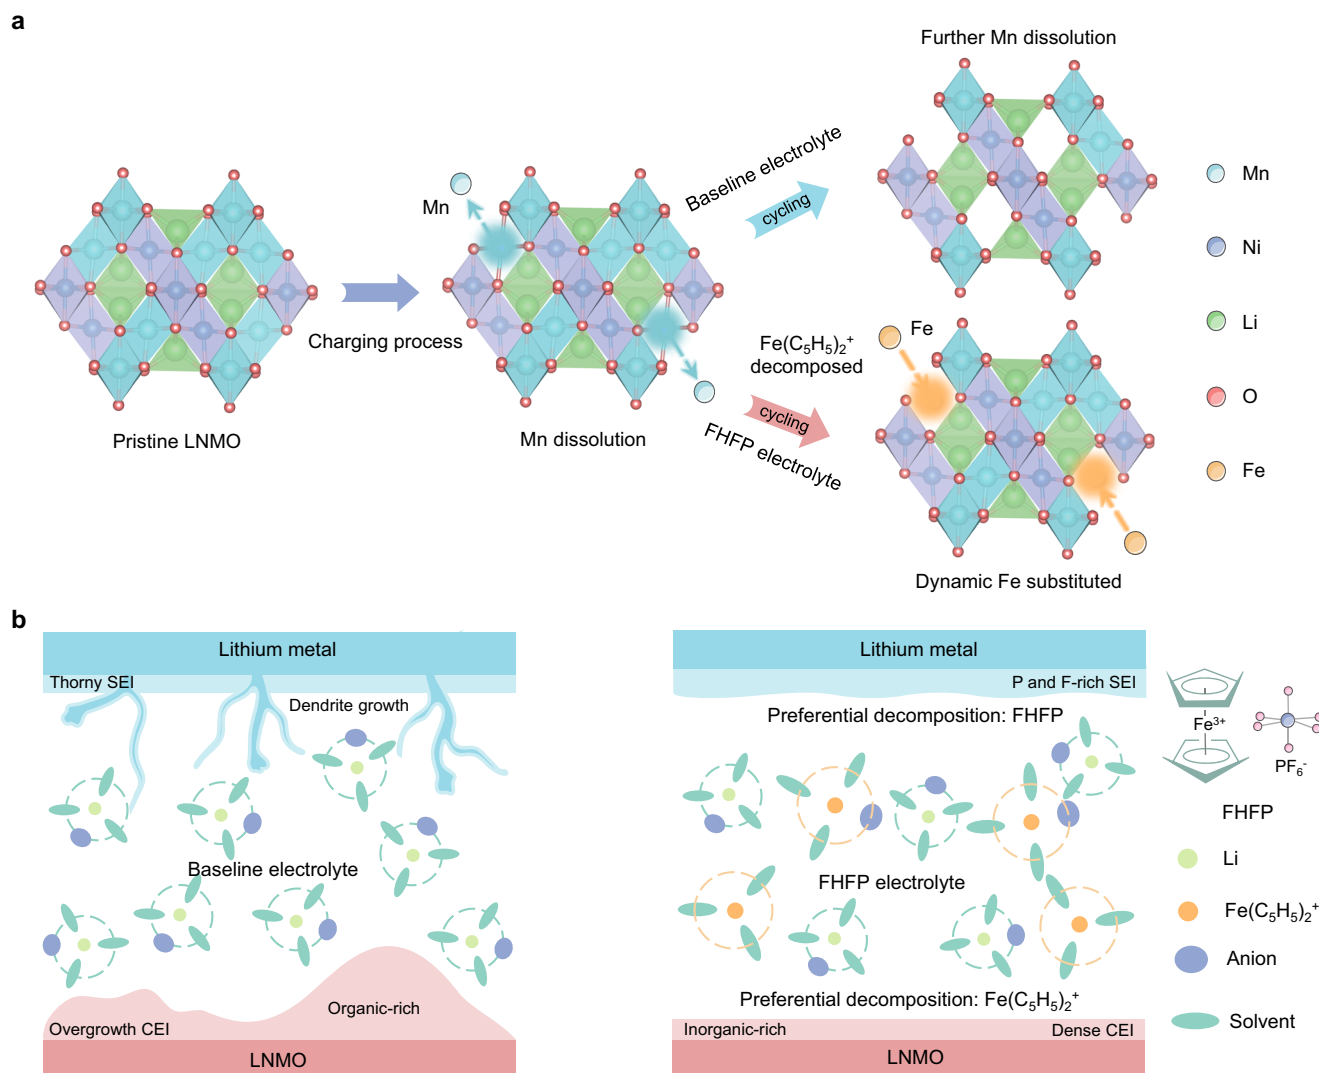 a
Further Mn dissolution
Baseline electrolyte
cycling
Mn
Mn
Ni
Li
O
Fe
Charging process
Fe(C₅H₅)₂⁺
decomposed
Fe
cycling
FHFP electrolyte
Pristine LNMO
Mn dissolution
Dynamic Fe substituted
b
Lithium metal
Thorny SEI
Dendrite growth
Baseline electrolyte
Organic-rich
Overgrowth CEI
LNMO
Lithium metal
P and F-rich SEI
Preferential decomposition: FHFP
FHFP electrolyte
Preferential decomposition: Fe(C₅H₅)₂⁺
Inorganic-rich
Dense CEI
LNMO
Fe³⁺
PF₆⁻
FHFP
Li
Fe(C₅H₅)₂⁺
Anion
Solvent